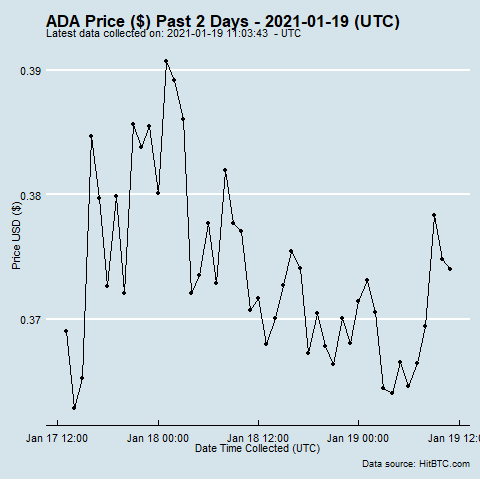 ADA Price ($) Past 2 Days - 2021-01-19 (UTC)
Latest data collected on: 2021-01-19 11:03:43 - UTC
0.39
0.38
0.37
Price USD ($)
Jan 17 12:00 Jan 18 00:00 Jan 18 12:00 Jan 19 00:00 Jan 19 12:
Date Time Collected (UTC)
Data source: HitBTC.com